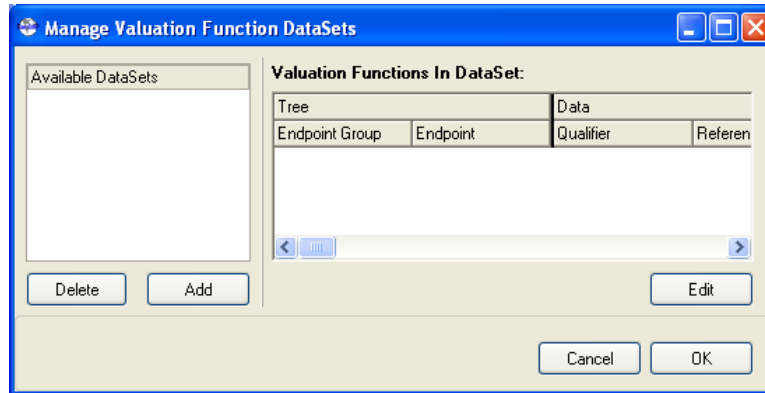 Manage Valuation Function DataSets
Available DataSets
Valuation Functions In DataSet:
Tree Data
Endpoint Group Endpoint Qualifier Referen
Delete Add Edit
Cancel OK